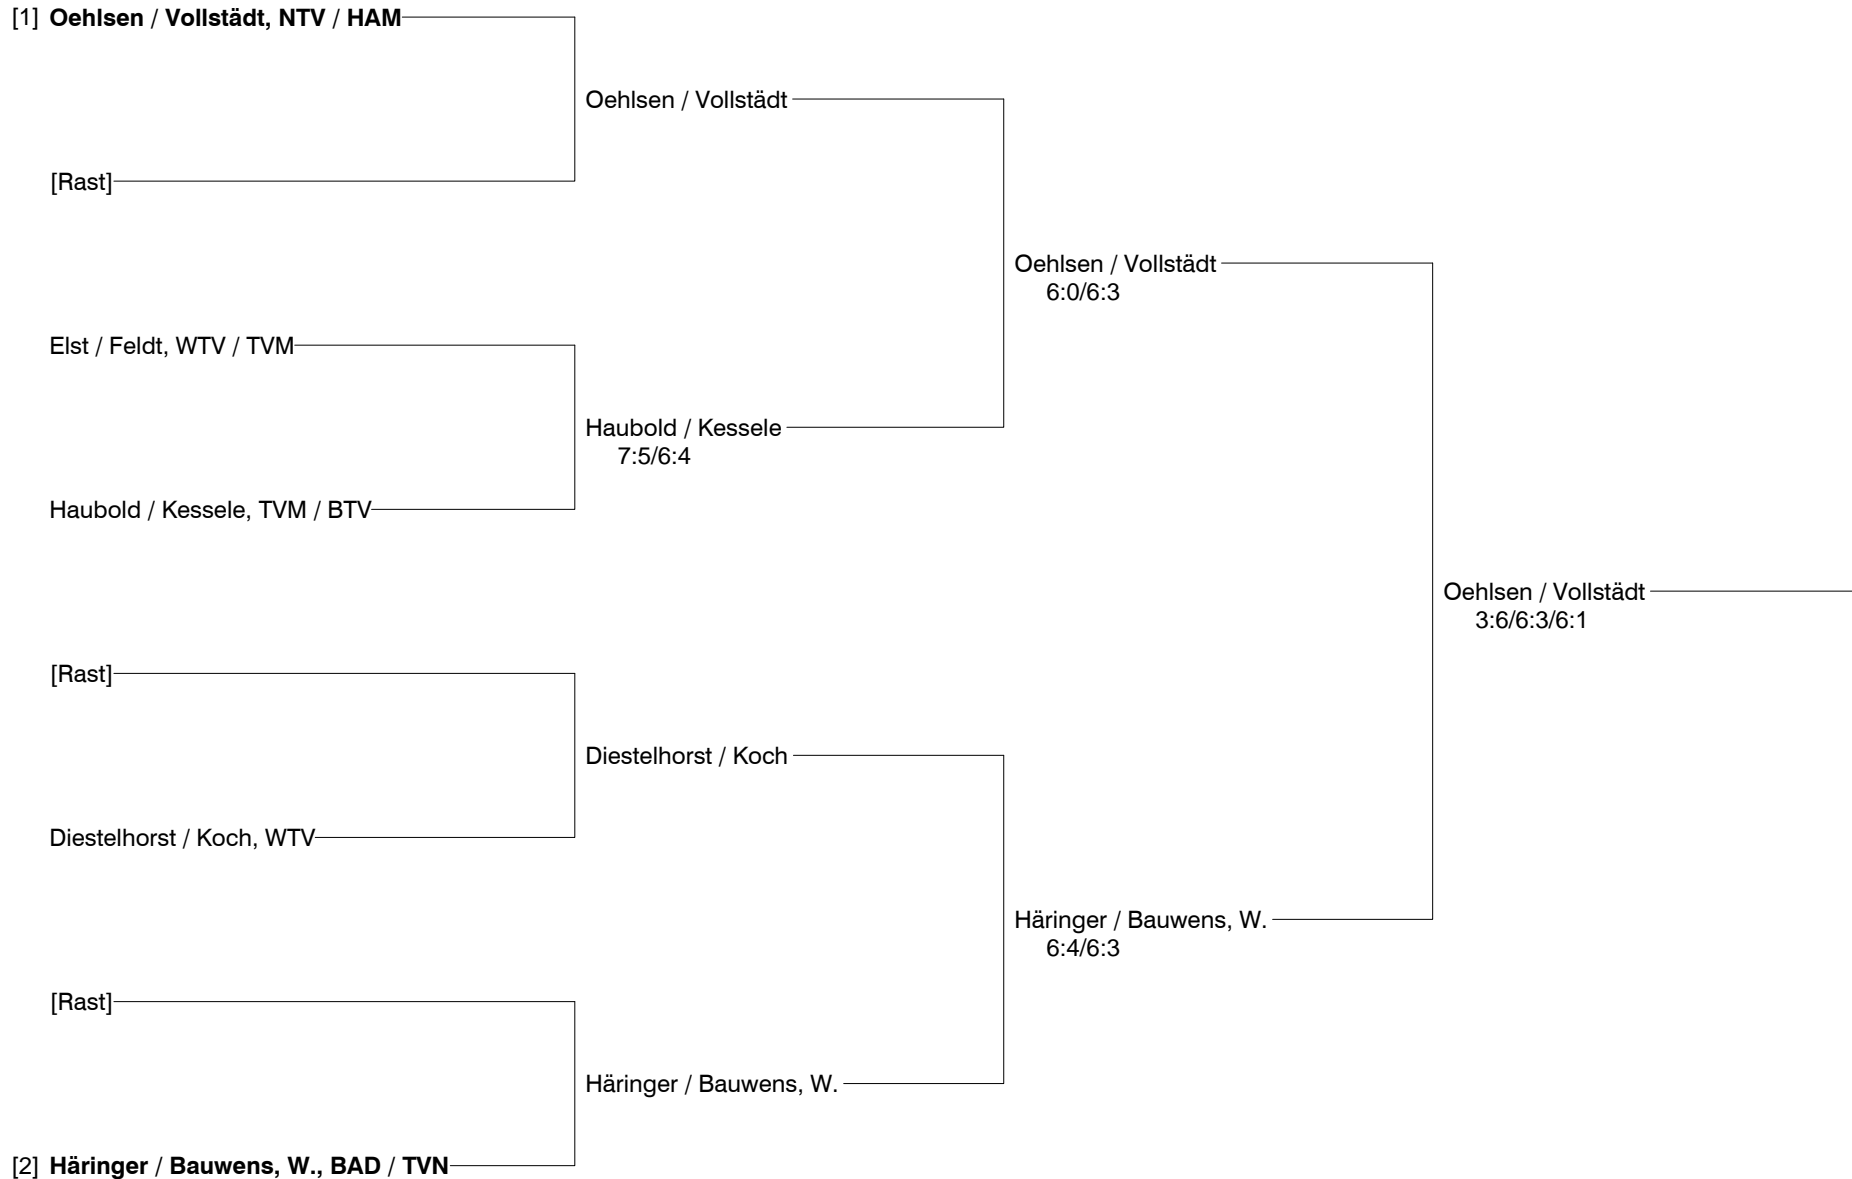 [1] Oehlsen / Vollstädt, NTV / HAM
Oehlsen / Vollstädt
[Rast]
Oehlsen / Vollstädt
6:0/6:3
Elst / Feldt, WTV / TVM
Haubold / Kessele
7:5/6:4
Haubold / Kessele, TVM / BTV
Oehlsen / Vollstädt
3:6/6:3/6:1
[Rast]
Diestelhorst / Koch
Diestelhorst / Koch, WTV
Häringer / Bauwens, W.
6:4/6:3
[Rast]
Häringer / Bauwens, W.
[2] Häringer / Bauwens, W., BAD / TVN